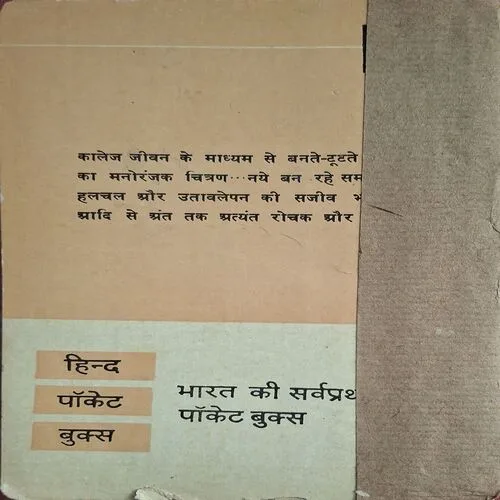 कालेज जीवन के माध्यम से बनते-टूटते
का मनोरंजक चित्रण...नये बन रहे सम
हलचल और उतावलेपन की सजीव
आदि से अंत तक अत्यंत रोचक और
हिन्द
पॉकेट
बुक्स
भारत की सर्वप्रथ
पॉकेट बुक्स